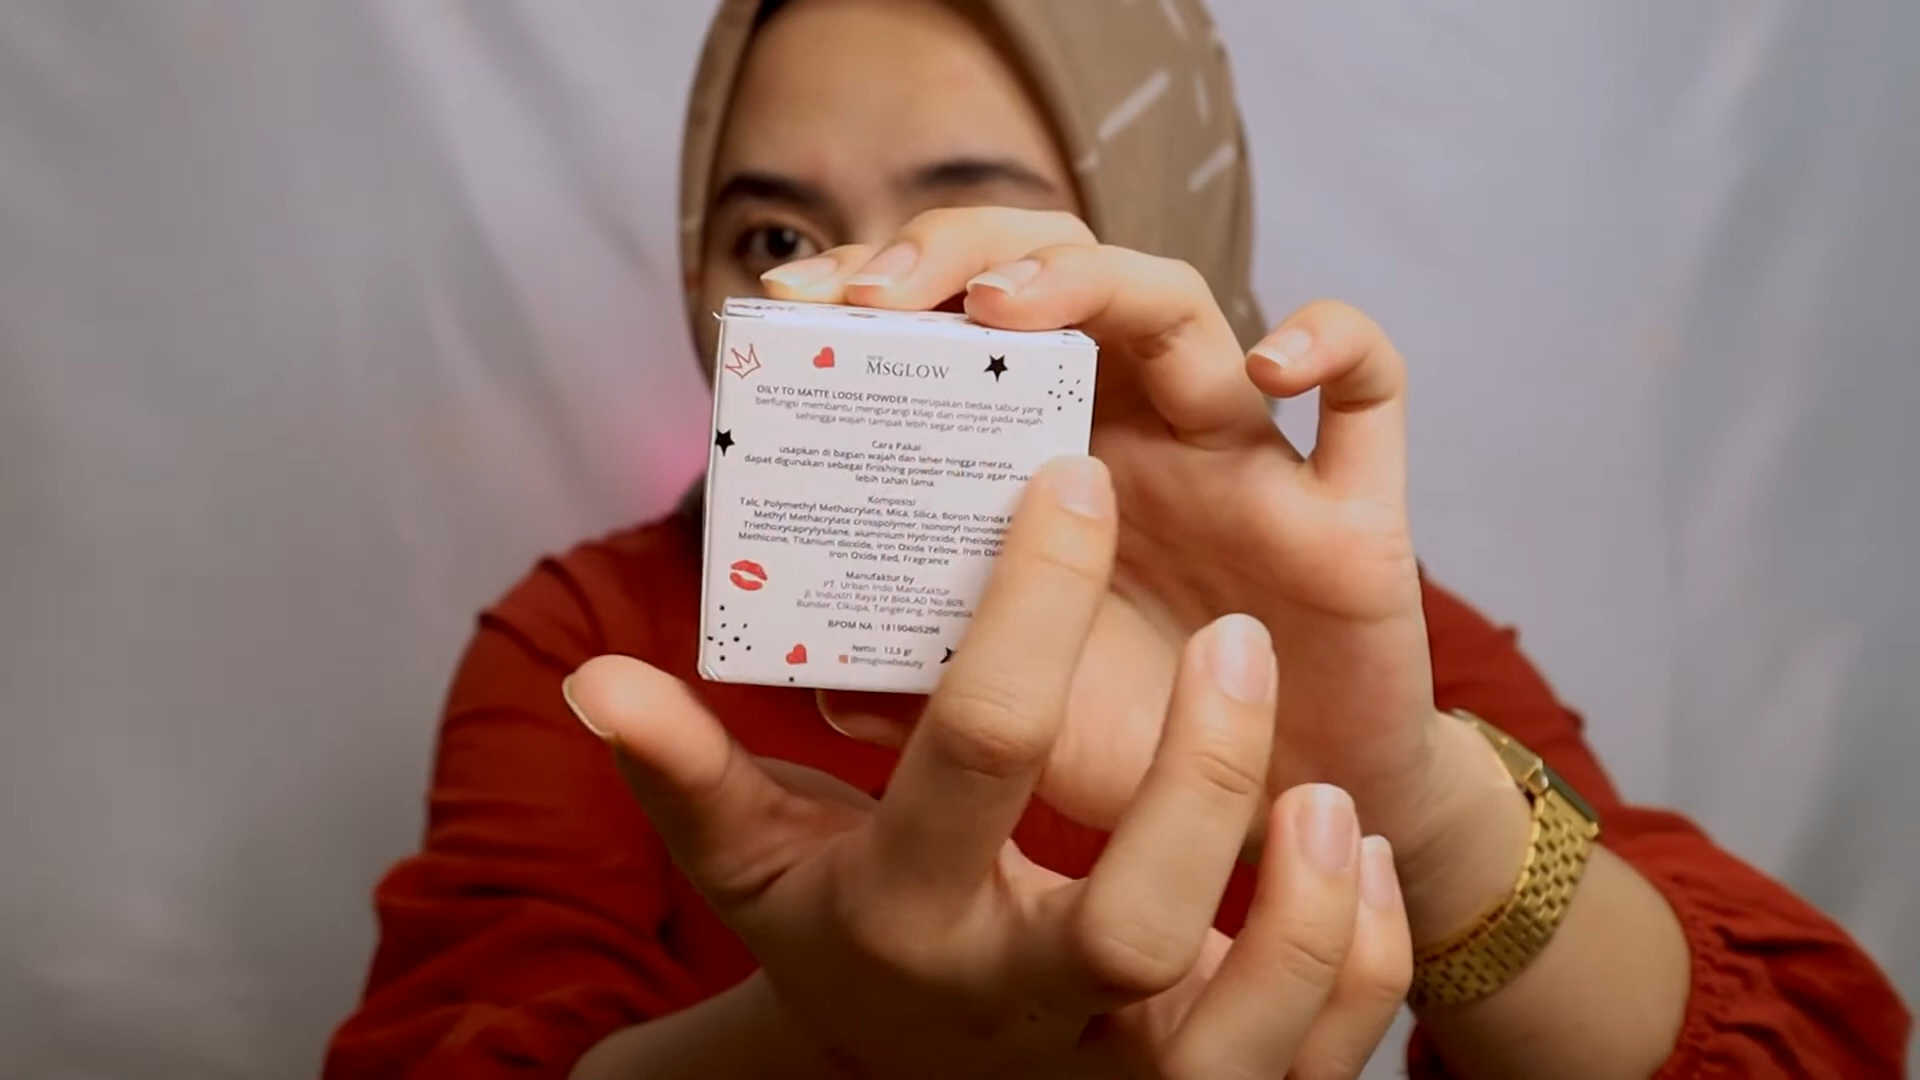 MSGLOW
OILY TO MATTE LOOSE POWDER merupakan bedak tabur yang
berfungsi membantu mengurangi kilap dan minyak pada wajah
sehingga wajah tampak lebih segar dan cerah
Cara Pakai
usapkan di bagian wajah dan leher hingga merata.
dapat digunakan sebagai finishing powder makeup agar
lebih tahan lama.
Komposisi
Talc, Polymethyl Methacrylate, Mica, Silica, Boron Nitride
Methyl Methacrylate crosspolymer, Isononyl
Triethoxycaprylysilane, aluminium Hydroxide,
Methicone, Titanium dioxide, Iron Oxide Yellow, Iron
Iron Oxide Red, Fragrance
Manufaktur by
PT. Urban Indo Manufaktur
Jl. Industri Raya IV Blok.AD No.809,
Bunder, Cikupa, Tangerang, Indonesia
BPOM NA : 18190405296
Netto : 12,5 gr
@msglowbeauty